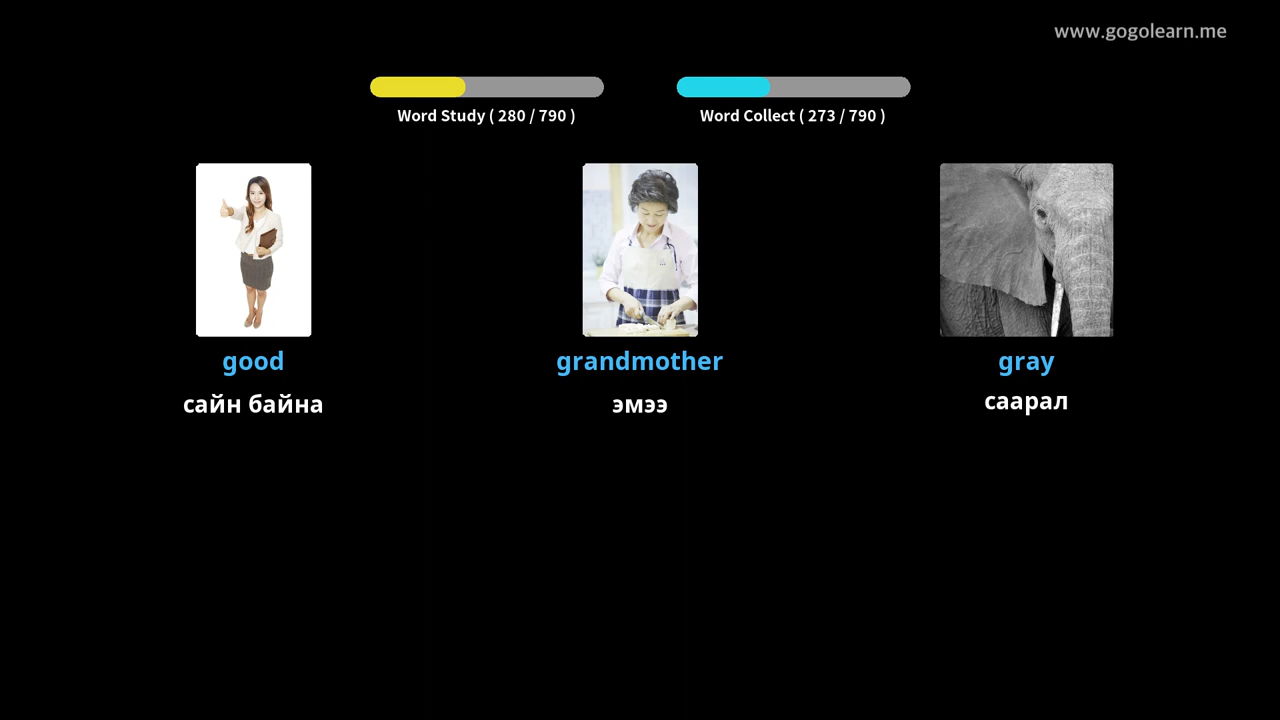 www.gogolearn.me
Word Study ( 280 / 790 )
Word Collect ( 273 / 790 )
good
grandmother
gray
сайн байна
эмээ
саарал